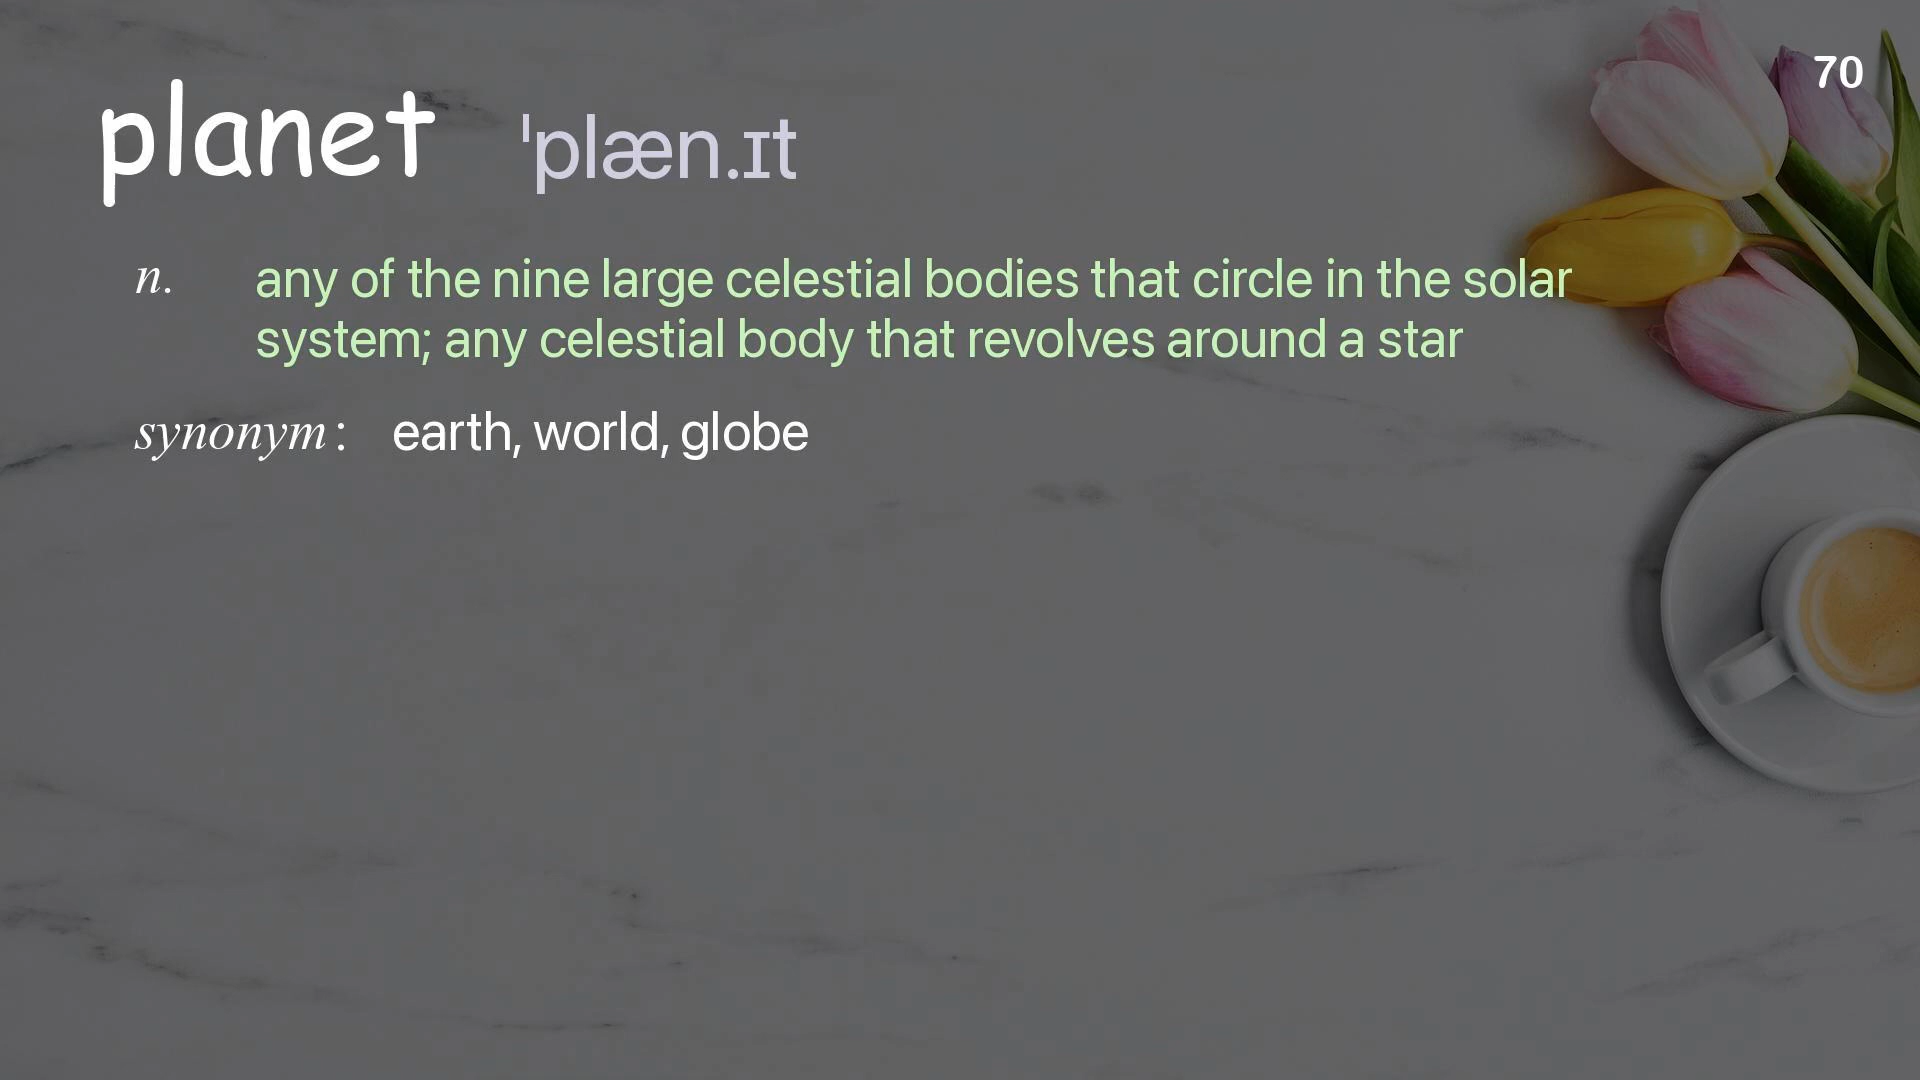 70
planet ˈplæn.ɪt
n. any of the nine large celestial bodies that circle in the solar
system; any celestial body that revolves around a star
synonym: earth, world, globe